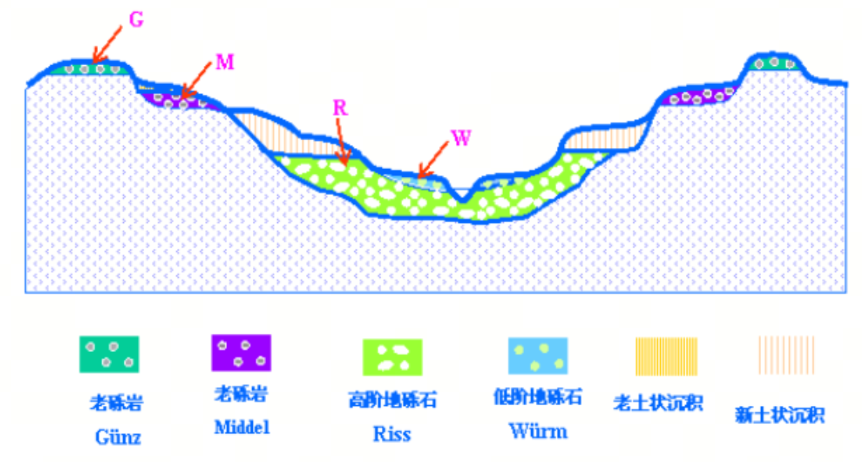 G
M
R
W
老砾岩
Günz
老砾岩
Middel
高阶地砾石
Riss
低阶地砾石
Würm
老土状沉积
新土状沉积